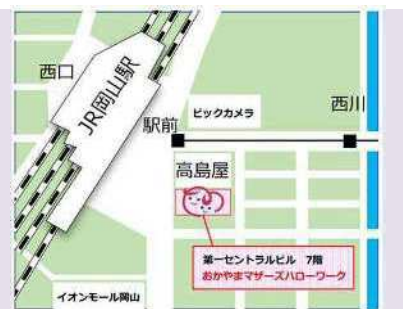 西口
JR岡山駅
ビックカメラ
西川
駅前
高島屋
第一セントラルビル 7階
おかやまマザーズハローワーク
イオンモール岡山